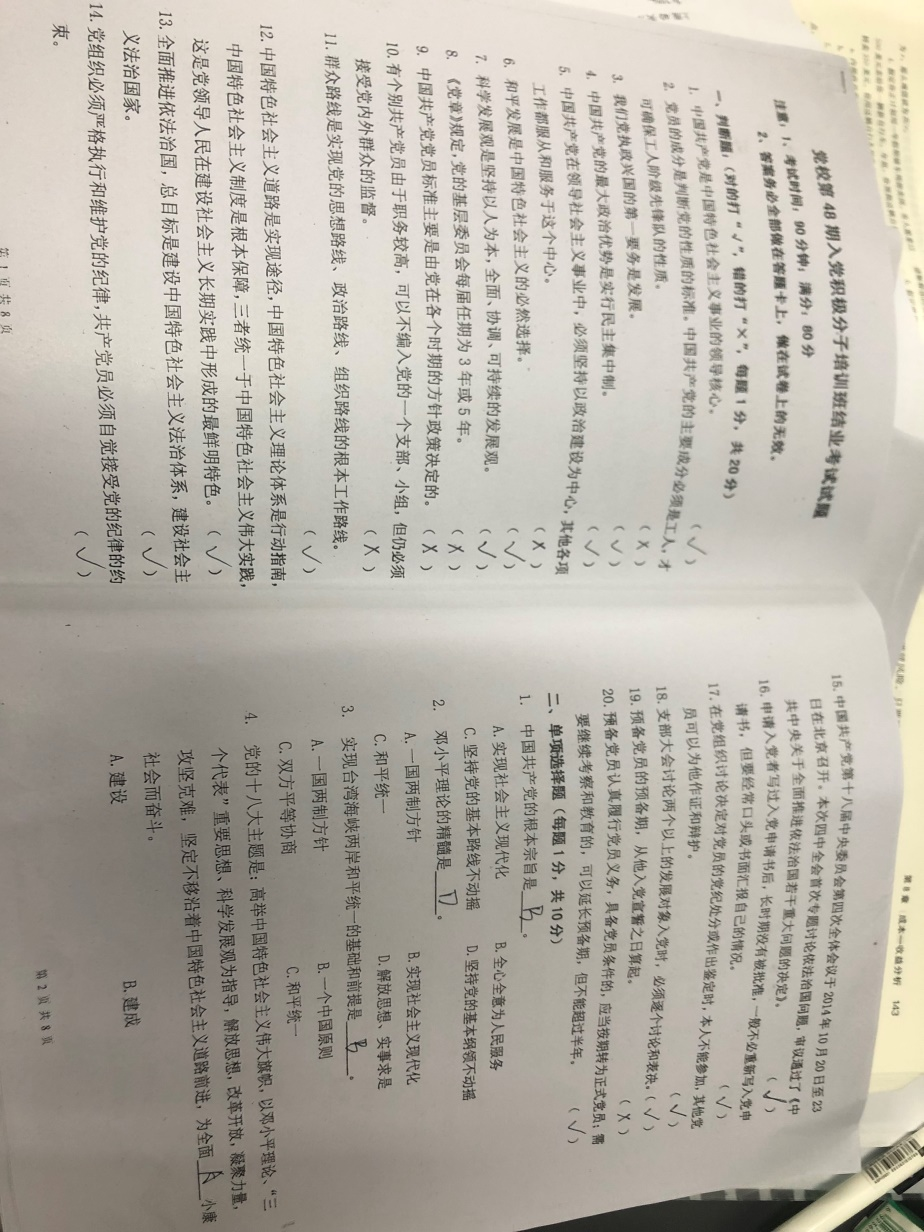 党校第 48 期入党积极分子培训班结业考试试题
注意：1、考试时间：90 分钟；满分：80 分
2、答案务必全部做在答题卡上，做在试卷上的无效。
一、判断题：（对的打“√”，错的打“×”，每题 1 分，共 20 分）
1. 中国共产党是中国特色社会主义事业的领导核心。 （√）
2. 党员的成分是判断党的性质的标准。中国共产党的主要成分必须是工人，才
可确保工人阶级先锋队的性质。 （X）
3. 我们党执政兴国的第一要务是发展。 （√）
4. 中国共产党的最大政治优势是实行民主集中制。 （√）
5. 中国共产党在领导社会主义事业中，必须坚持以政治建设为中心，其他各项
工作都服从和服务于这个中心。 （X）
6. 和平发展是中国特色社会主义的必然选择。 （√）
7. 科学发展观是坚持以人为本，全面、协调、可持续的发展观。 （√）
8. 《党章》规定，党的基层委员会每届任期为 3 年或 5 年。 （X）
9. 中国共产党党员标准主要是由党在各个时期的方针政策决定的。 （X）
10. 有个别共产党员由于职务较高，可以不编入党的一个支部、小组，但仍必须
接受党内外群众的监督。 （X）
11. 群众路线是实现党的思想路线、政治路线、组织路线的根本工作路线。
（√）
12. 中国特色社会主义道路是实现途径，中国特色社会主义理论体系是行动指南，
中国特色社会主义制度是根本保障，三者统一于中国特色社会主义伟大实践，
这是党领导人民在建设社会主义长期实践中形成的最鲜明特色。 （√）
13. 全面推进依法治国，总目标是建设中国特色社会主义法治体系，建设社会主
义法治国家。 （√）
14. 党组织必须严格执行和维护党的纪律，共产党员必须自觉接受党的纪律的约
束。 （√）
第 1 页 共 8 页
第 8 章 成本—收益分析 143
15. 中国共产党第十八届中央委员会第四次全体会议于 2014 年 10 月 20 日至 23
日在北京召开。本次四中全会首次专题讨论依法治国问题，审议通过了《中
共中央关于全面推进依法治国若干重大问题的决定》。 （√）
16. 申请入党者写过入党申请书后，长时期没有被批准，一般不必重新写入党申
请书，但要经常口头或书面汇报自己的情况。 （√）
17. 在党组织讨论决定对党员的党纪处分或作出鉴定时，本人不能参加，其他党
员可以为他作证和辩护。 （√）
18. 支部大会讨论两个以上的发展对象入党时，必须逐个讨论和表决。（√）
19. 预备党员的预备期，从他入党宣誓之日算起。 （X）
20. 预备党员认真履行党员义务，具备党员条件的，应当按期转为正式党员；需
要继续考察和教育的，可以延长预备期，但不能超过半年。 （√）
二、单项选择题（每题 1 分，共 10 分）
1. 中国共产党的根本宗旨是 B 。
A. 实现社会主义现代化 B. 全心全意为人民服务
C. 坚持党的基本路线不动摇 D. 坚持党的基本纲领不动摇
2. 邓小平理论的精髓是 D 。
A. 一国两制方针 B. 实现社会主义现代化
C. 和平统一 D. 解放思想、实事求是
3. 实现台湾海峡两岸和平统一的基础和前提是 B 。
A. 一国两制方针 B. 一个中国原则
C. 双方平等协商 C. 和平统一
4. 党的十八大主题是：高举中国特色社会主义伟大旗帜，以邓小平理论、“三
个代表”重要思想、科学发展观为指导，解放思想，改革开放，凝聚力量，
攻坚克难，坚定不移沿着中国特色社会主义道路前进，为全面 A 小康
社会而奋斗。
A. 建设 B. 建成
第 2 页 共 8 页